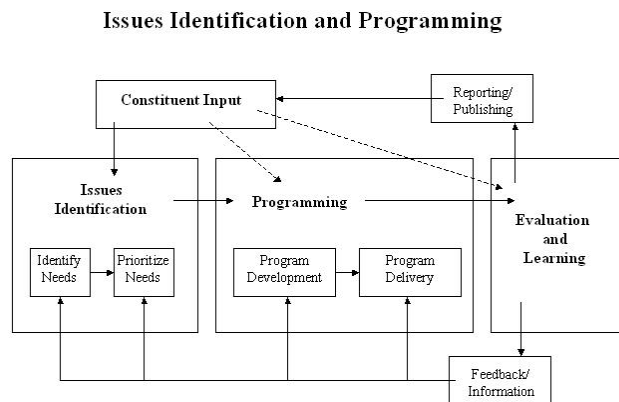 Issues Identification and Programming
Constituent Input
Reporting/
Publishing
Issues
Identification
Programming
Evaluation
and
Learning
Identify
Needs
Prioritize
Needs
Program
Development
Program
Delivery
Feedback/
Information